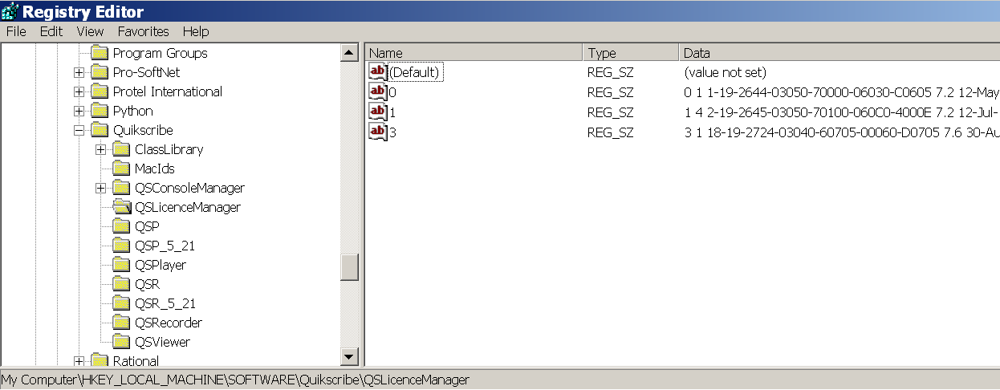 Registry Editor
File Edit View Favorites Help
Program Groups
Pro-SoftNet
Protel International
Python
Quikscribe
ClassLibrary
MacIds
QSConsoleManager
QSLicenceManager
QSP
QSP_5_21
QSPlayer
QSR
QSR_5_21
QSRecorder
QSViewer
Rational
Name Type Data
(Default) REG_SZ (value not set)
0 REG_SZ 0 1 1-19-2644-03050-70000-06030-C0605 7.2 12-May
1 REG_SZ 1 4 2-19-2645-03050-70100-060C0-4000E 7.2 12-Jul-
3 REG_SZ 3 1 18-19-2724-03040-60705-00060-D0705 7.6 30-Au
My Computer\HKEY_LOCAL_MACHINE\SOFTWARE\Quikscribe\QSLicenceManager